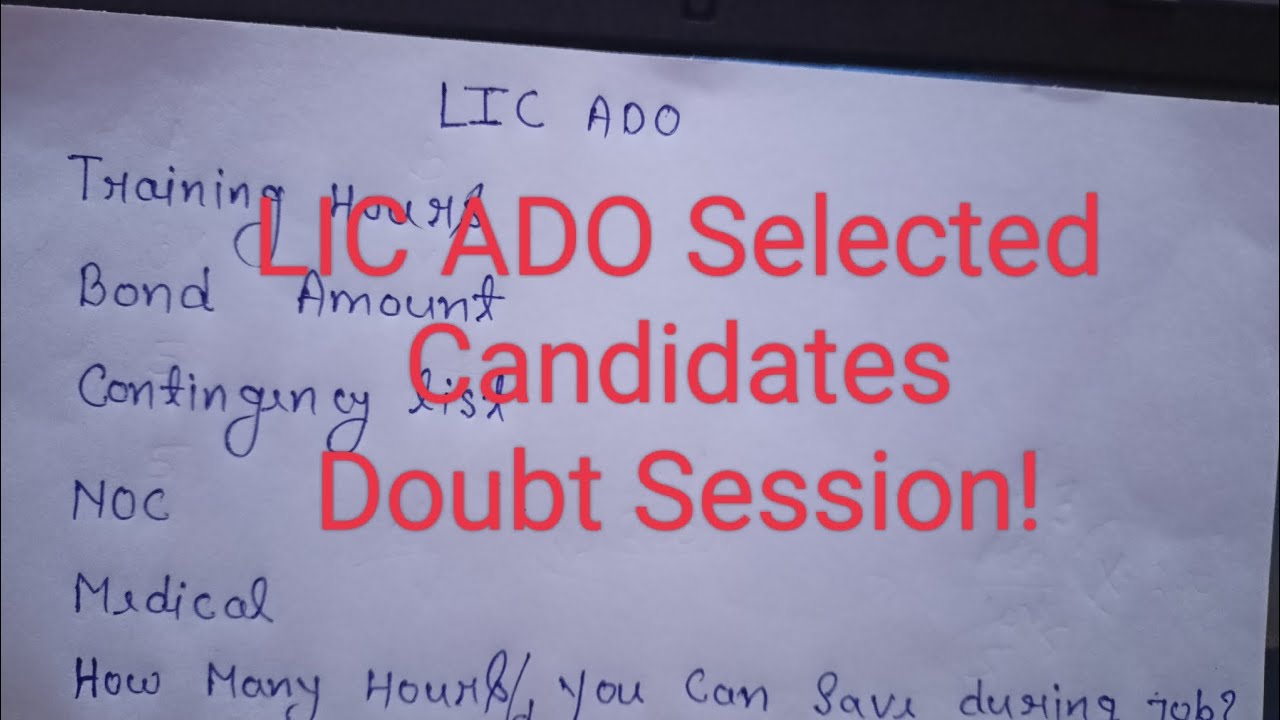 LIC ADO
Training Hours
Bond Amount
Contingency list
NOC
Medical
How Many Hours, you Can Save during job?
LIC ADO Selected
Candidates
Doubt Session!